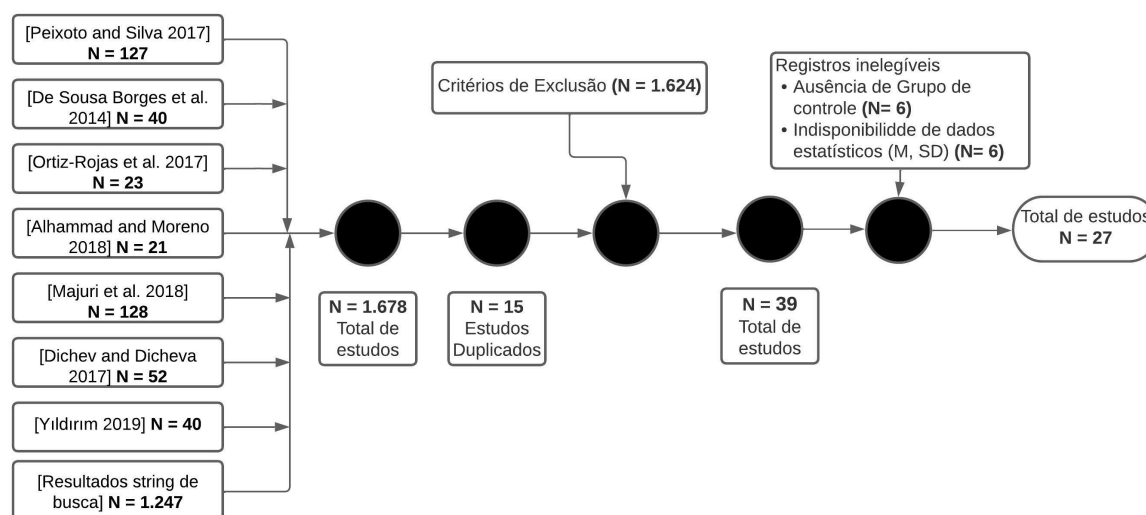 [Peixoto and Silva 2017]
N = 127
[De Sousa Borges et al.
2014] N = 40
[Ortiz-Rojas et al. 2017]
N = 23
[Alhammad and Moreno
2018] N = 21
[Majuri et al. 2018]
N = 128
[Dichev and Dicheva
2017] N = 52
[Yıldırım 2019] N = 40
[Resultados string de
busca] N = 1.247
N = 1.678
Total de
estudos
N = 15
Estudos
Duplicados
Critérios de Exclusão (N = 1.624)
N = 39
Total de
estudos
Registros inelegíveis
• Ausência de Grupo de
controle (N= 6)
• Indisponibilidde de dados
estatísticos (M, SD) (N= 6)
Total de estudos
N = 27